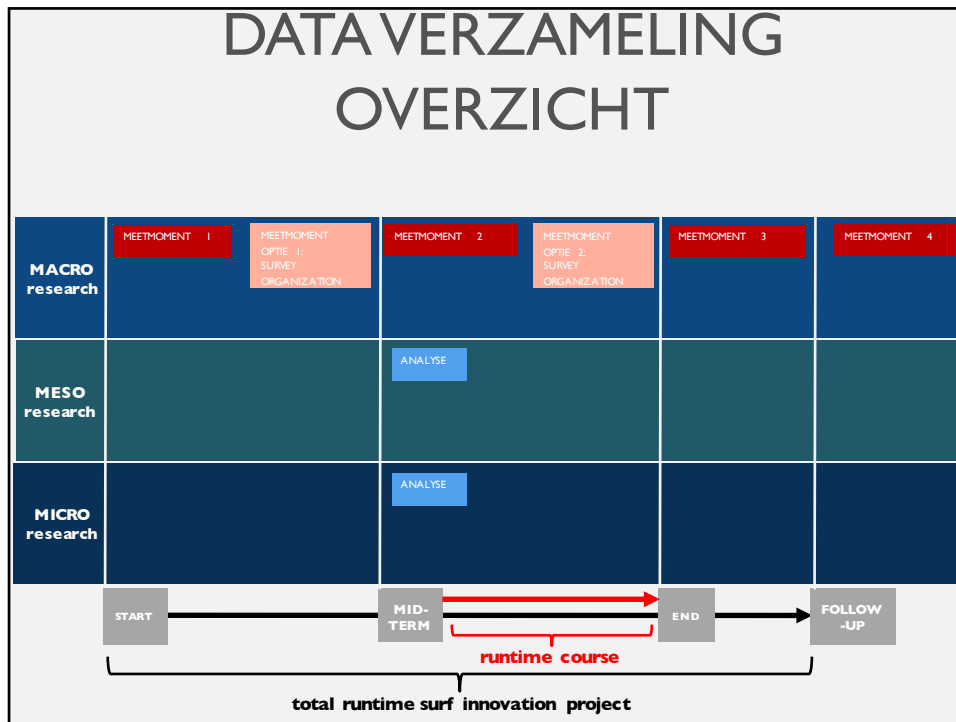 DATA VERZAMELING
OVERZICHT
MACRO
research
MEETMOMENT 1
MEETMOMENT
OPTIE 1:
SURVEY
ORGANIZATION
MEETMOMENT 2
MEETMOMENT
OPTIE 2:
SURVEY
ORGANIZATION
MEETMOMENT 3
MEETMOMENT 4
MESO
research
ANALYSE
MICRO
research
ANALYSE
START
MID-
TERM
END
FOLLOW
-UP
runtime course
total runtime surf innovation project